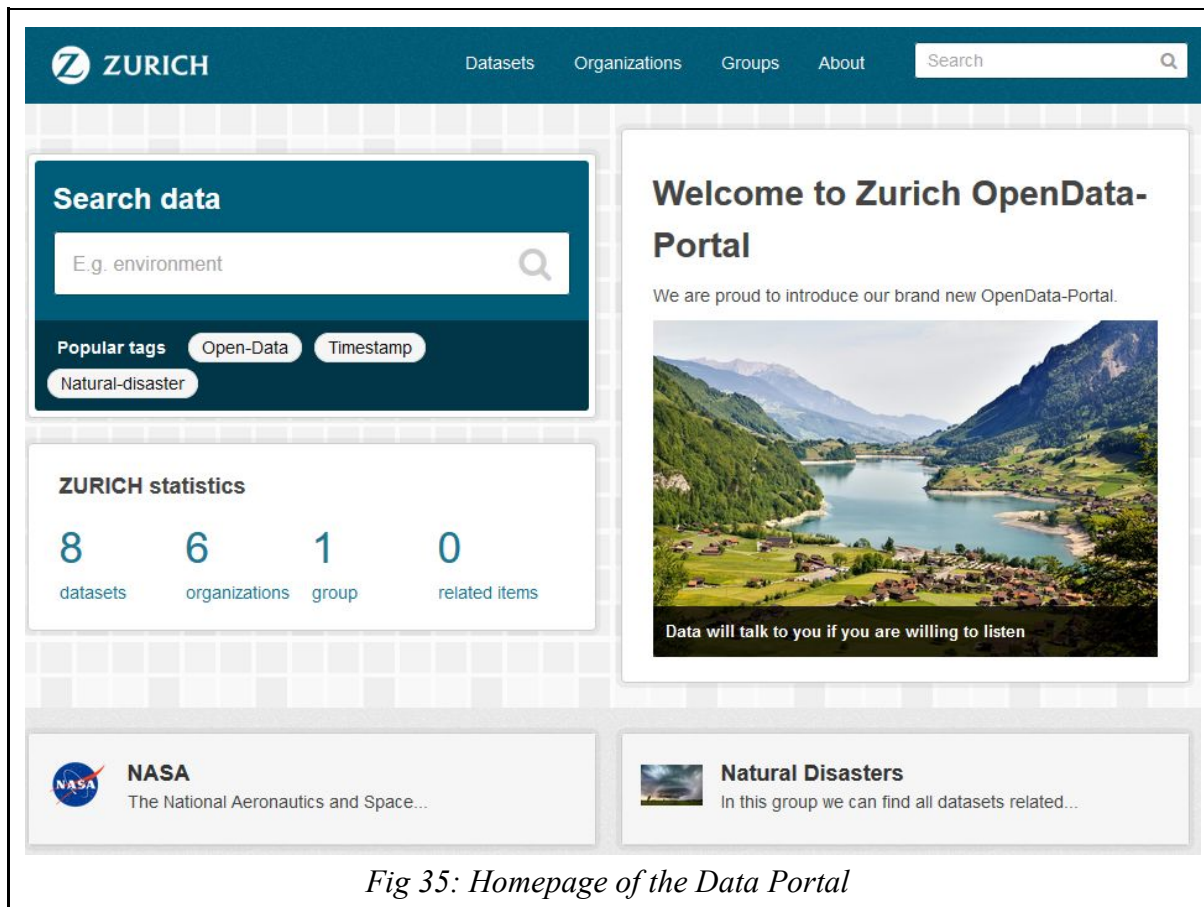 Z ZURICH
Datasets Organizations Groups About Search
Search data
E.g. environment
Popular tags Open-Data Timestamp
Natural-disaster
ZURICH statistics
8 6 1 0
datasets organizations group related items
Welcome to Zurich OpenData-
Portal
We are proud to introduce our brand new OpenData-Portal.
Data will talk to you if you are willing to listen
NASA
NASA
The National Aeronautics and Space...
Natural Disasters
In this group we can find all datasets related...
Fig 35: Homepage of the Data Portal